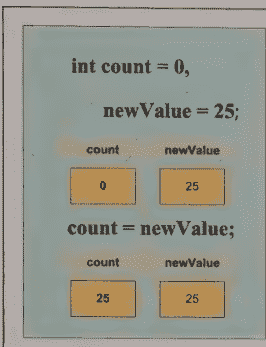 int count = 0,
newValue = 25;
count newValue
0 25
count = newValue;
count newValue
25 25